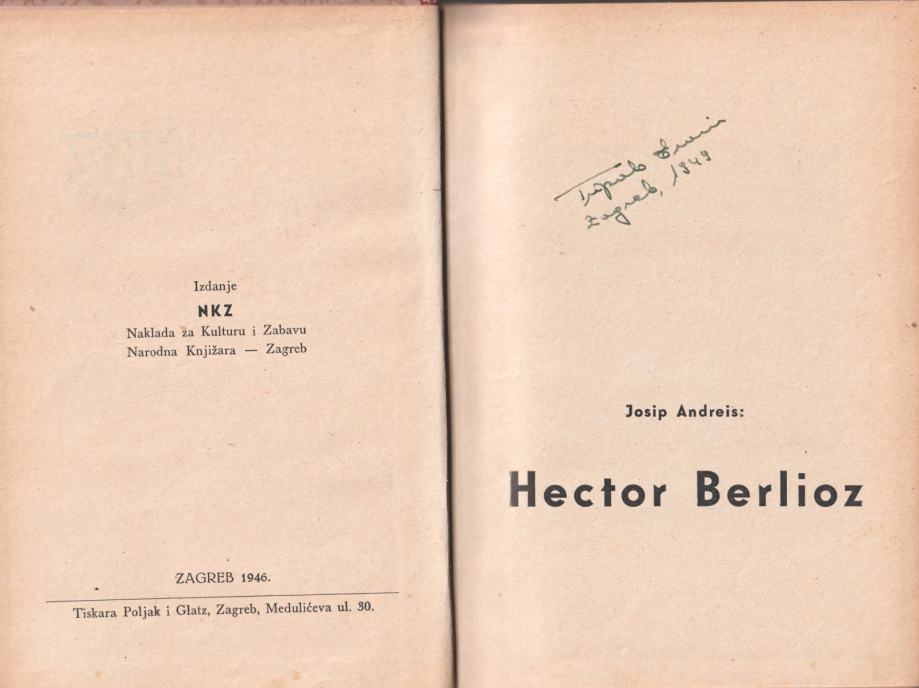 Izdanje
NKZ
Naklada za Kulturu i Zabavu
Narodna Knjižara — Zagreb
ZAGREB 1946.
Tiskara Poljak i Glatz, Zagreb, Medulićeva ul. 30.
Zagreb, 1949
Josip Andreis:
Hector Berlioz